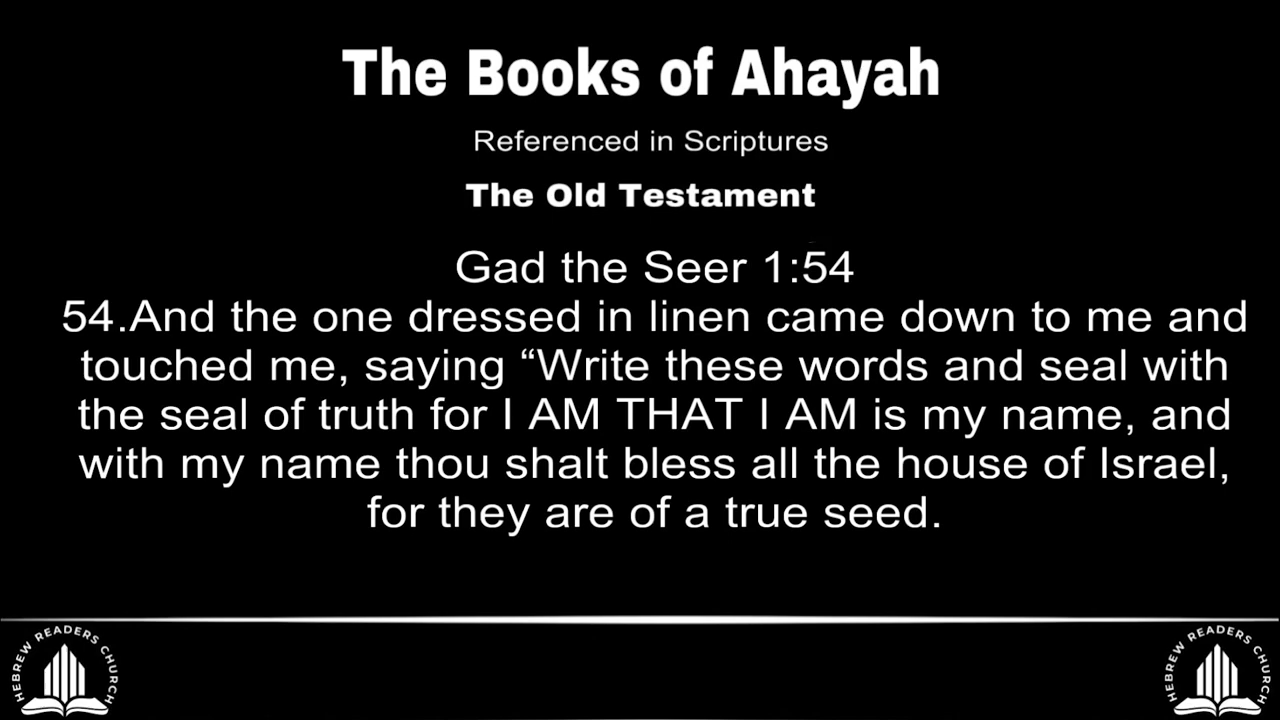 The Books of Ahayah
Referenced in Scriptures
The Old Testament
Gad the Seer 1:54
54.And the one dressed in linen came down to me and
touched me, saying “Write these words and seal with
the seal of truth for I AM THAT I AM is my name, and
with my name thou shalt bless all the house of Israel,
for they are of a true seed.
HEBREW READERS CHURCH
HEBREW READERS CHURCH